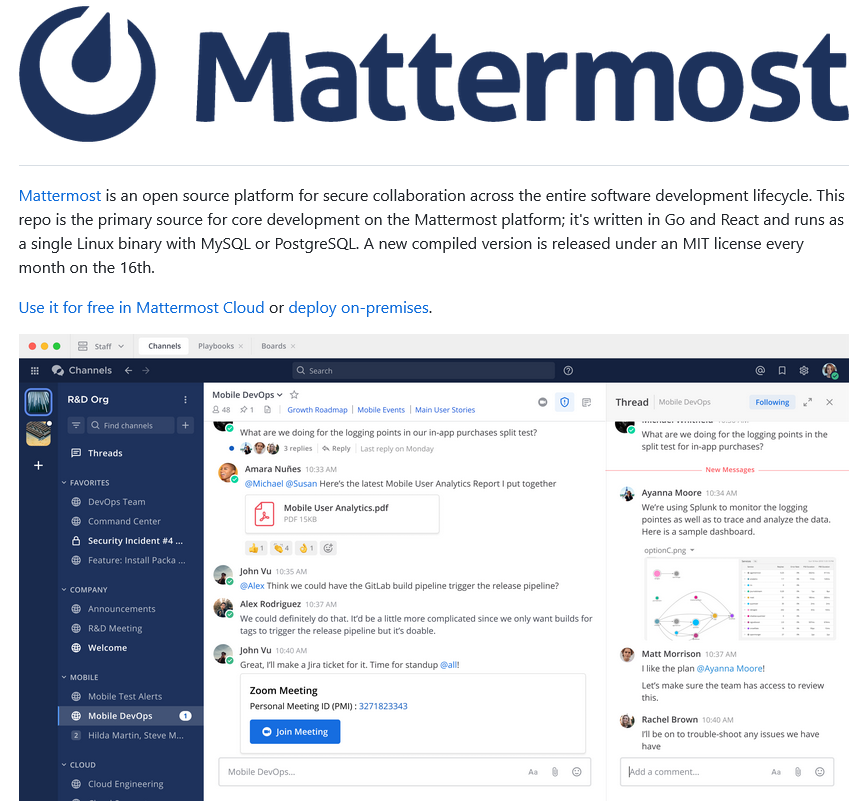 Mattermost
Mattermost is an open source platform for secure collaboration across the entire software development lifecycle. This
repo is the primary source for core development on the Mattermost platform; it's written in Go and React and runs as
a single Linux binary with MySQL or PostgreSQL. A new compiled version is released under an MIT license every
month on the 16th.
Use it for free in Mattermost Cloud or deploy on-premises.
Staff
Channels
Playbooks
Boards
Channels
Search
R&D Org
Find channels
Threads
FAVORITES
DevOps Team
Command Center
Security Incident #4 ...
Feature: Install Packa ...
COMPANY
Announcements
R&D Meeting
Welcome
MOBILE
Mobile Test Alerts
Mobile DevOps 1
2 Hilda Martin, Steve M...
CLOUD
Cloud Engineering
Mobile DevOps
48 1 Growth Roadmap Mobile Events Main User Stories
What are we doing for the logging points in our in-app purchases split test?
3 replies Reply Last reply on Monday
Amara Nuñes 10:33 AM
@Michael @Susan Here's the latest Mobile User Analytics Report I put together
Mobile User Analytics.pdf
PDF 15KB
1 4 1
John Vu 10:35 AM
@Alex Think we could have the GitLab build pipeline trigger the release pipeline?
Alex Rodriguez 10:37 AM
We could definitely do that. It'd be a little more complicated since we only want builds for
tags to trigger the release pipeline but it's doable.
John Vu 10:40 AM
Great, I'll make a Jira ticket for it. Time for standup @all!
Zoom Meeting
Personal Meeting ID (PMI) : 3271823343
Join Meeting
Mobile DevOps...
Aa
Thread Mobile DevOps
Following
What are we doing for the logging points in the
split test for in-app purchases?
New Messages
Ayanna Moore 10:34 AM
We're using Splunk to monitor the logging
pointes as well as to trace and analyze the data.
Here is a sample dashboard.
optionC.png
Matt Morrison 10:37 AM
I like the plan @Ayanna Moore!
Let's make sure the team has access to review
this.
Rachel Brown 10:40 AM
I'll be on to trouble-shoot any issues we have
have
Add a comment...
Aa